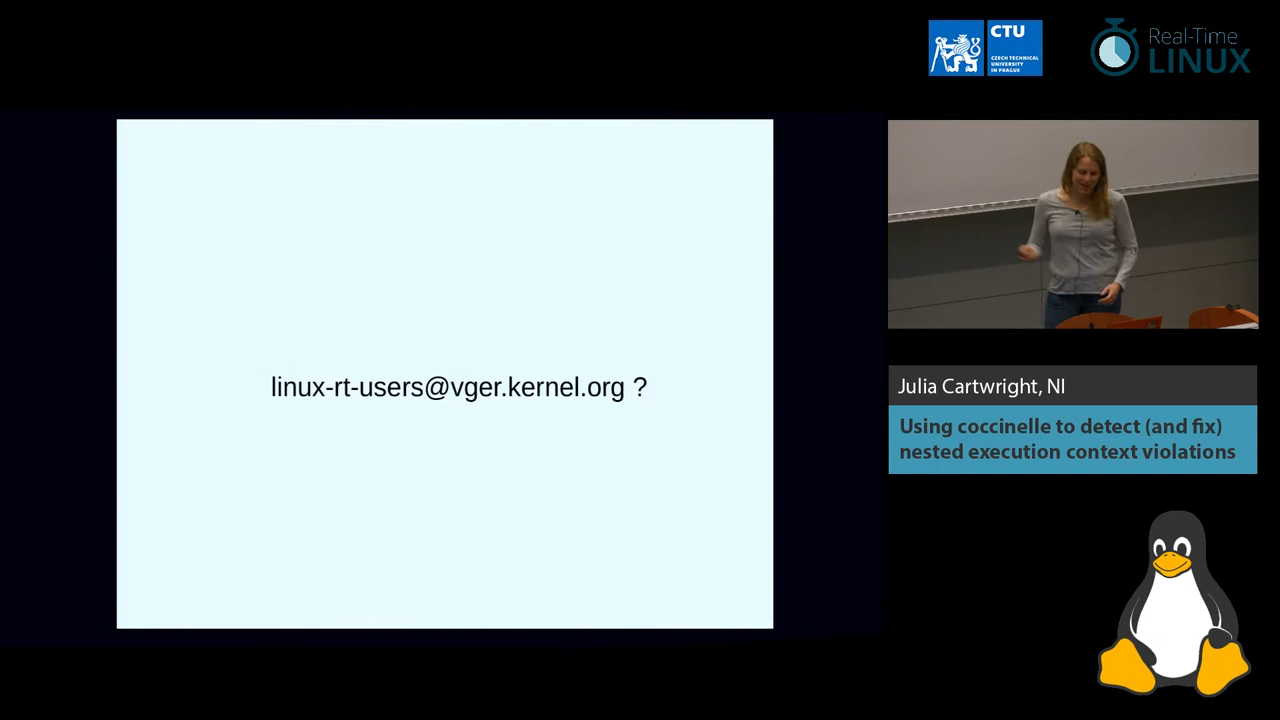 CTU
CZECH TECHNICAL
UNIVERSITY
IN PRAGUE
Real-Time
LINUX
linux-rt-users@vger.kernel.org ?
Julia Cartwright, NI
Using coccinelle to detect (and fix)
nested execution context violations